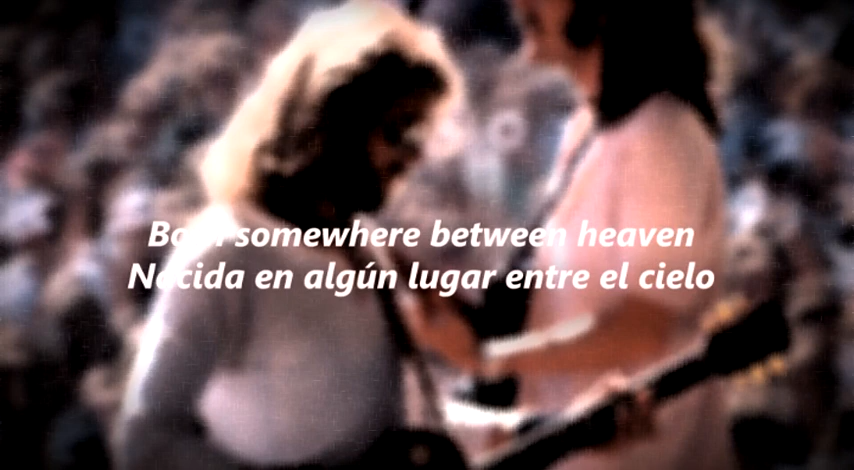 Born somewhere between heaven
Nacida en algún lugar entre el cielo